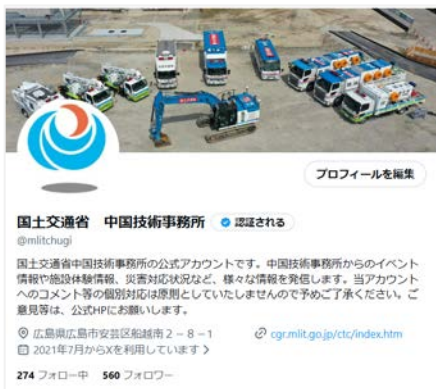 プロフィールを編集
国土交通省 中国技術事務所 認証される
@mlitchugi
国土交通省中国技術事務所の公式アカウントです。中国技術事務所からのイベント
情報や施設体験情報、災害対応状況など、様々な情報を発信します。当アカウント
へのコメント等の個別対応は原則としていたしませんので予めご了承ください。ご
意見等は、公式HPにお願いします。
広島県広島市安芸区船越南2-8-1 cgr.mlit.go.jp/ctc/index.htm
2021年7月からXを利用しています
274 フォロー中 560 フォロワー